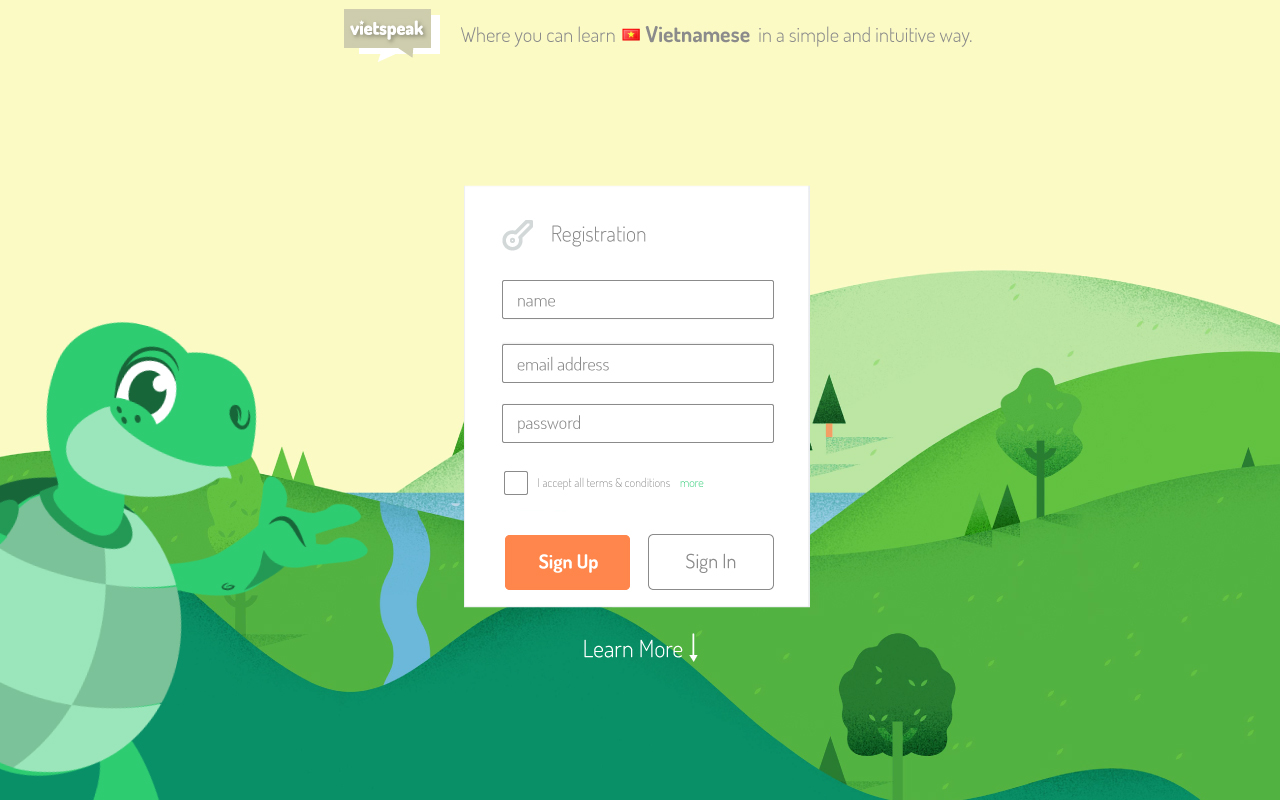 vietspeak
Where you can learn Vietnamese in a simple and intuitive way.
Registration
name
email address
password
I accept all terms & conditions more
Sign Up
Sign In
Learn More